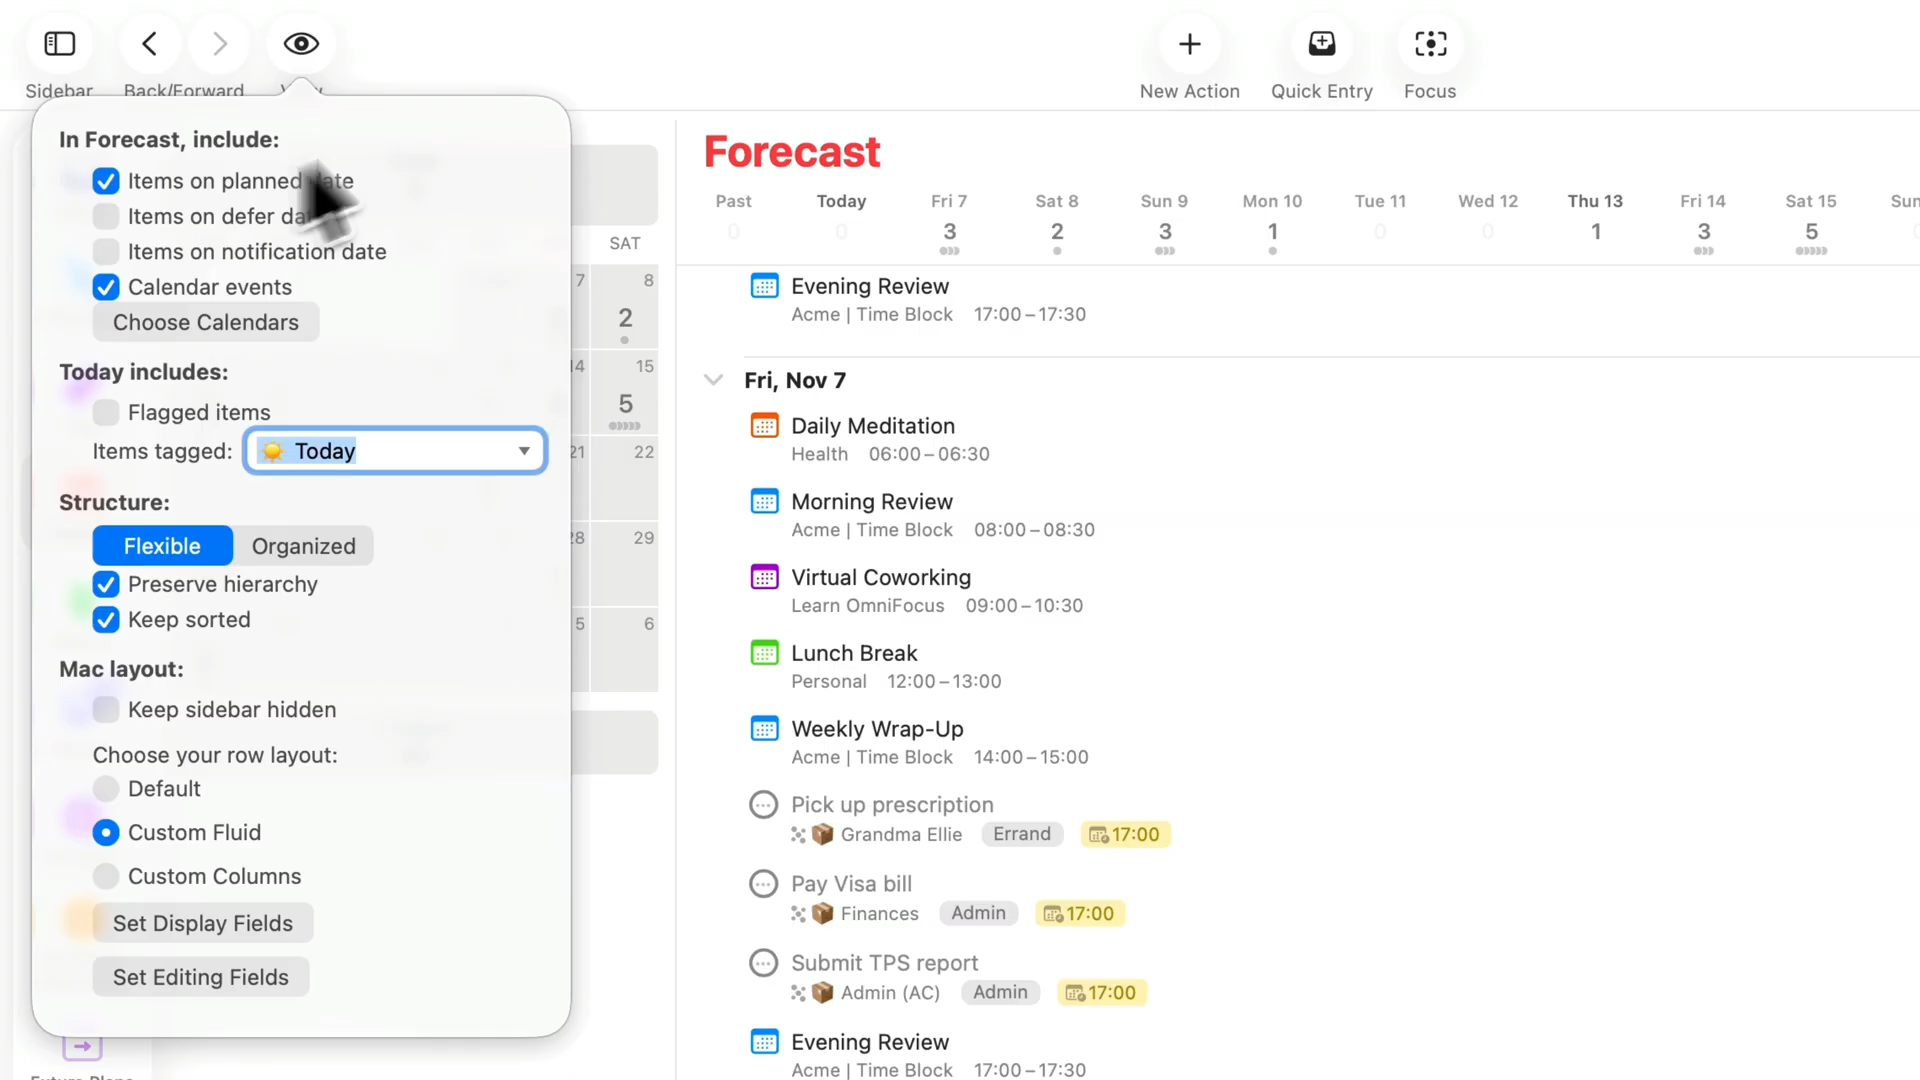 Sidebar
Back/Forward
New Action
Quick Entry
Focus
In Forecast, include:
Items on planned date
Items on defer da
Items on notification date
Calendar events
Choose Calendars
Today includes:
Flagged items
Items tagged: ☀️ Today
Structure:
Flexible Organized
Preserve hierarchy
Keep sorted
Mac layout:
Keep sidebar hidden
Choose your row layout:
Default
Custom Fluid
Custom Columns
Set Display Fields
Set Editing Fields
SAT
7 8
2
14 15
5
21 22
28 29
5 6
Forecast
Past Today Fri 7 Sat 8 Sun 9 Mon 10 Tue 11 Wed 12 Thu 13 Fri 14 Sat 15 Sun
0 0 3 2 3 1 0 0 1 3 5
Evening Review
Acme | Time Block 17:00 – 17:30
Fri, Nov 7
Daily Meditation
Health 06:00 – 06:30
Morning Review
Acme | Time Block 08:00 – 08:30
Virtual Coworking
Learn OmniFocus 09:00 – 10:30
Lunch Break
Personal 12:00 – 13:00
Weekly Wrap-Up
Acme | Time Block 14:00 – 15:00
Pick up prescription
Grandma Ellie Errand 17:00
Pay Visa bill
Finances Admin 17:00
Submit TPS report
Admin (AC) Admin 17:00
Evening Review
Acme | Time Block 17:00 – 17:30